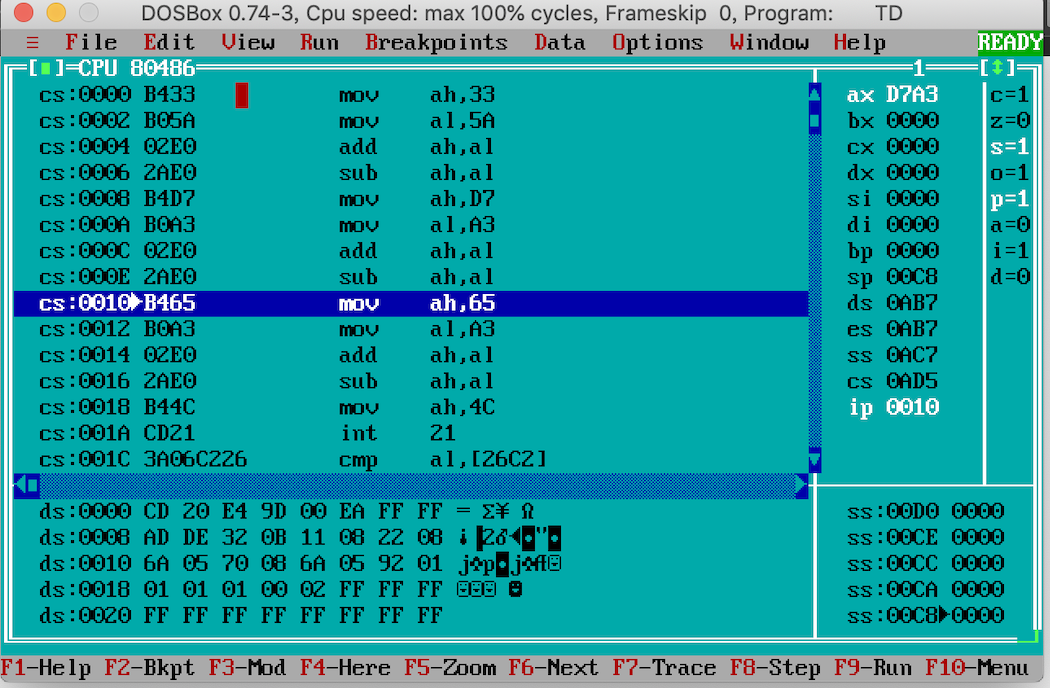 DOSBox 0.74-3, Cpu speed: max 100% cycles, Frameskip 0, Program: TD
≡ File Edit View Run Breakpoints Data Options Window Help READY
[■]=CPU 80486 1 [↕]
cs:0000 B433 mov ah,33 ax D7A3 c=1
cs:0002 B05A mov al,5A bx 0000 z=0
cs:0004 02E0 add ah,al cx 0000 s=1
cs:0006 2AE0 sub ah,al dx 0000 o=1
cs:0008 B4D7 mov ah,D7 si 0000 p=1
cs:000A B0A3 mov al,A3 di 0000 a=0
cs:000C 02E0 add ah,al bp 0000 i=1
cs:000E 2AE0 sub ah,al sp 00C8 d=0
cs:0010►B465 mov ah,65 ds 0AB7
cs:0012 B0A3 mov al,A3 es 0AB7
cs:0014 02E0 add ah,al ss 0AC7
cs:0016 2AE0 sub ah,al cs 0AD5
cs:0018 B44C mov ah,4C ip 0010
cs:001A CD21 int 21
cs:001C 3A06C226 cmp al,[26C2]
ds:0000 CD 20 E4 9D 00 EA FF FF = Σ¥ Ω
ds:0008 AD DE 32 0B 11 08 22 08 ¡ ▐2♂◄◘"◘ ss:00D0 0000
ds:0010 6A 05 70 08 6A 05 92 01 j♣p◘j♣Æ☺ ss:00CE 0000
ds:0018 01 01 01 00 02 FF FF FF ☺☺☺ ☻ ss:00CC 0000
ds:0020 FF FF FF FF FF FF FF FF ss:00CA 0000
ss:00C8►0000
F1-Help F2-Bkpt F3-Mod F4-Here F5-Zoom F6-Next F7-Trace F8-Step F9-Run F10-Menu